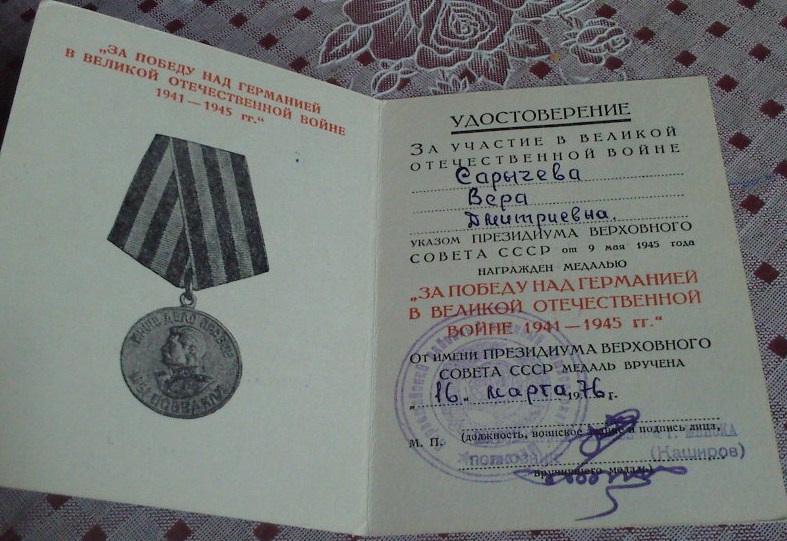 „ЗА ПОБЕДУ НАД ГЕРМАНИЕЙ
В ВЕЛИКОЙ ОТЕЧЕСТВЕННОЙ ВОЙНЕ
1941—1945 гг.“
НАШЕ ДЕЛО ПРАВОЕ
МЫ ПОБЕДИЛИ
УДОСТОВЕРЕНИЕ
ЗА УЧАСТИЕ В ВЕЛИКОЙ
ОТЕЧЕСТВЕННОЙ ВОЙНЕ
Сарычева
Вера
Дмитриевна.
УКАЗОМ ПРЕЗИДИУМА ВЕРХОВНОГО
СОВЕТА СССР от 9 мая 1945 года
НАГРАЖДЕН МЕДАЛЬЮ
„ЗА ПОБЕДУ НАД ГЕРМАНИЕЙ
В ВЕЛИКОЙ ОТЕЧЕСТВЕННОЙ
ВОЙНЕ 1941—1945 гг.“
ОТ ИМЕНИ ПРЕЗИДИУМА ВЕРХОВНОГО
СОВЕТА СССР МЕДАЛЬ ВРУЧЕНА
„16„ марта 1976 г.
М. П. (должность, воинское звание и подпись лица,
г. МИНСКА
ПОЛКОВНИК (Каширов)
вручившего медаль)